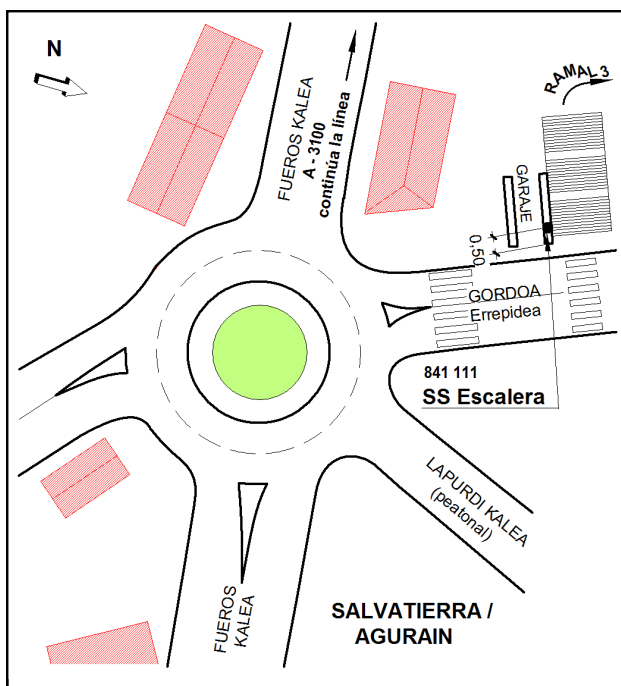 N
FUEROS KALEA
A - 3100
continúa la línea
RAMAL 3
GARAJE
0,50
GORDOA
Errepidea
841 111
SS Escalera
LAPURDI KALEA
(peatonal)
FUEROS
KALEA
SALVATIERRA /
AGURAIN